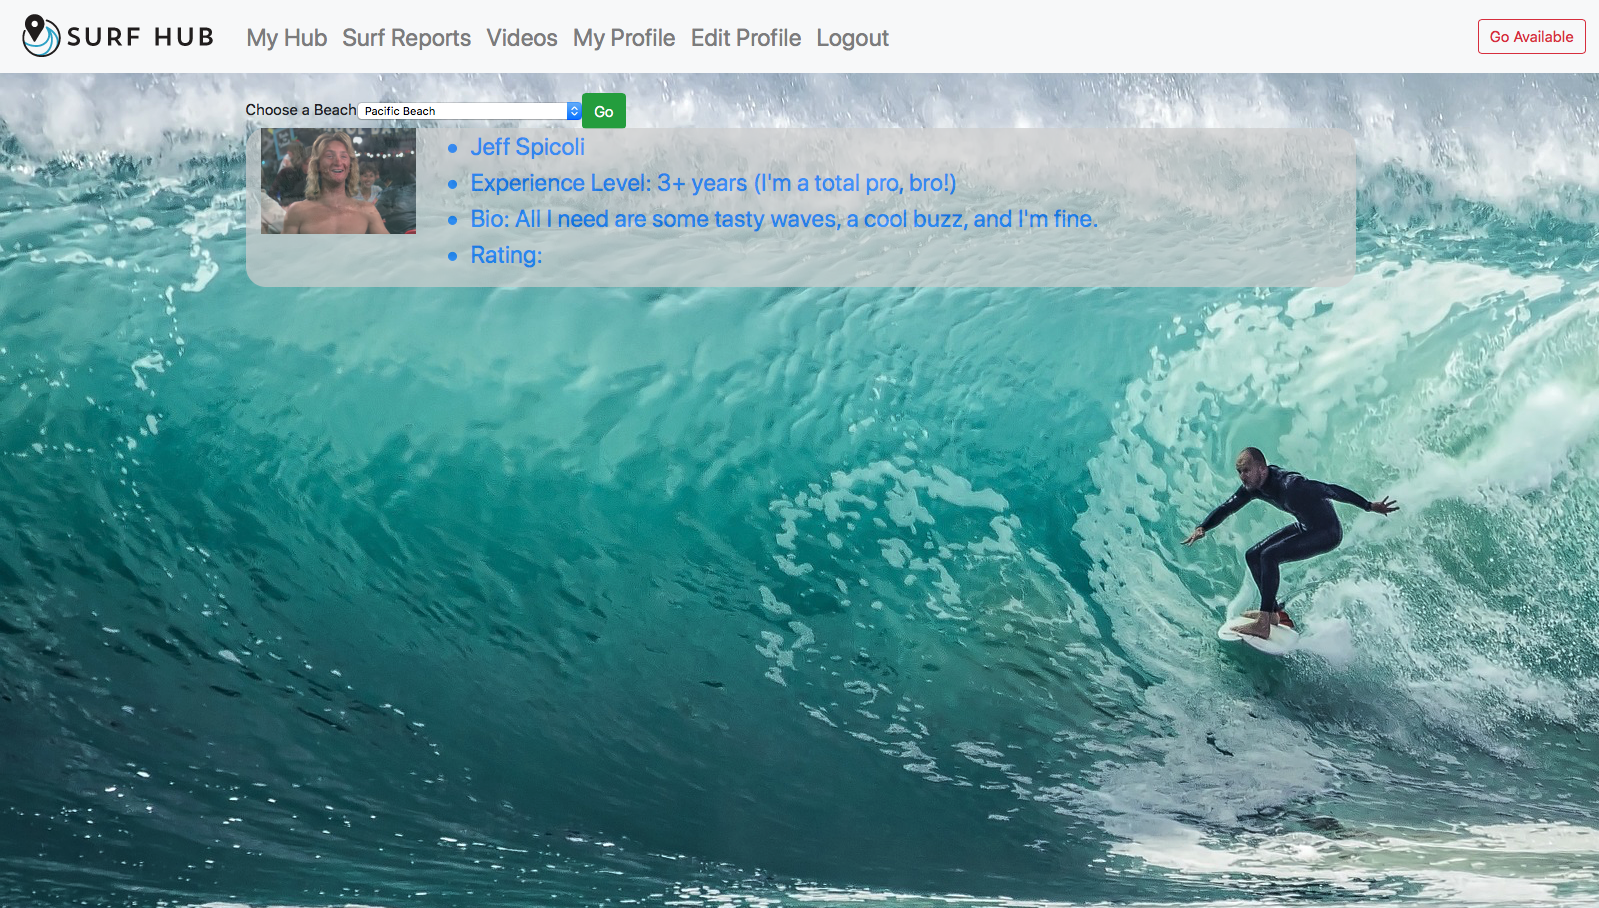 SURF HUB My Hub Surf Reports Videos My Profile Edit Profile Logout Go Available
Choose a Beach Pacific Beach Go
Jeff Spicoli
Experience Level: 3+ years (I'm a total pro, bro!)
Bio: All I need are some tasty waves, a cool buzz, and I'm fine.
Rating: